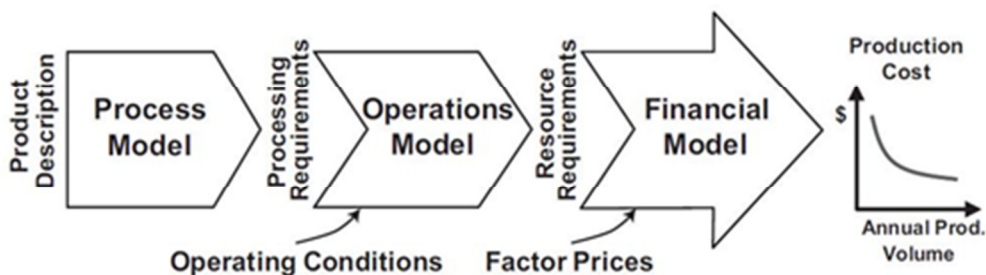 Product
Description
Process
Model
Processing
Requirements
Operations
Model
Resource
Requirements
Financial
Model
Production
Cost
$
Annual Prod.
Volume
Operating Conditions
Factor Prices